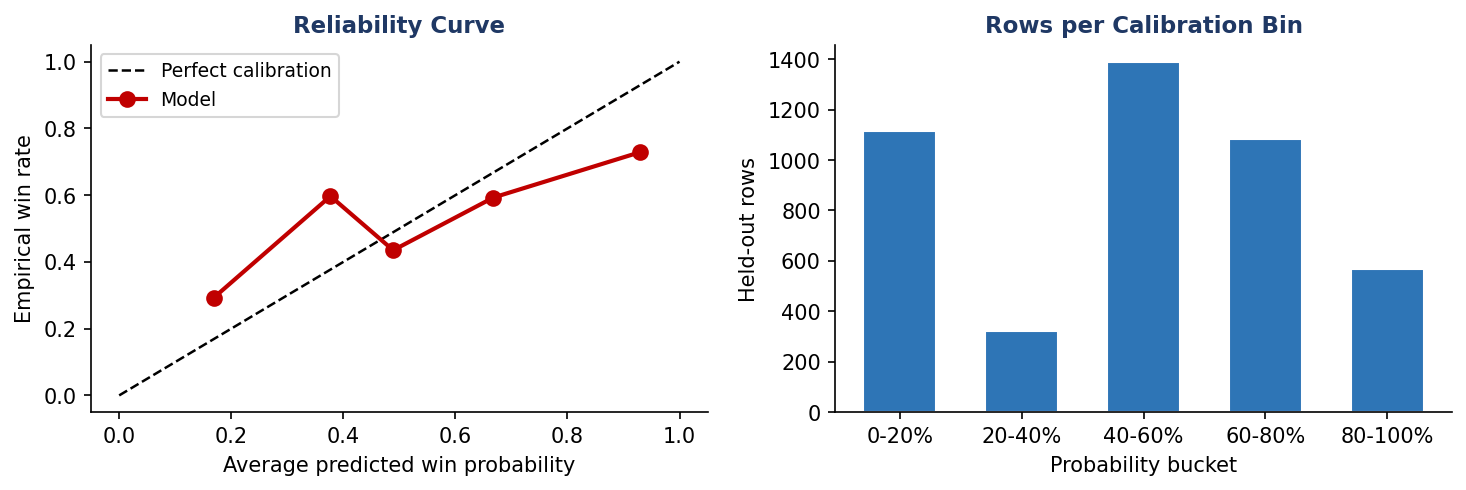 Reliability Curve
Perfect calibration
Model
1.0
0.8
0.6
0.4
0.2
0.0
Empirical win rate
0.0 0.2 0.4 0.6 0.8 1.0
Average predicted win probability
Rows per Calibration Bin
1400
1200
1000
800
600
400
200
0
Held-out rows
0-20% 20-40% 40-60% 60-80% 80-100%
Probability bucket